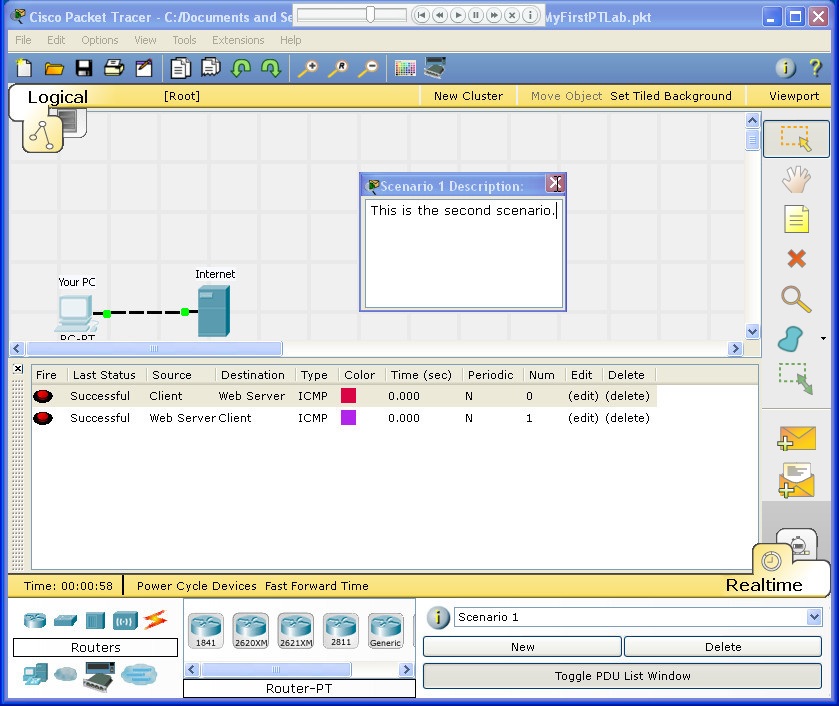 Cisco Packet Tracer - C:/Documents and Se
MyFirstPTLab.pkt
File Edit Options View Tools Extensions Help
Logical [Root] New Cluster Move Object Set Tiled Background Viewport
Scenario 1 Description:
This is the second scenario.
Your PC
Internet
PC-PT
Fire Last Status Source Destination Type Color Time (sec) Periodic Num Edit Delete
Successful Client Web Server ICMP 0.000 N 0 (edit) (delete)
Successful Web Server Client ICMP 0.000 N 1 (edit) (delete)
Time: 00:00:58 Power Cycle Devices Fast Forward Time Realtime
Scenario 1
1841 2620XM 2621XM 2811 Generic
Routers
New Delete
Toggle PDU List Window
Router-PT